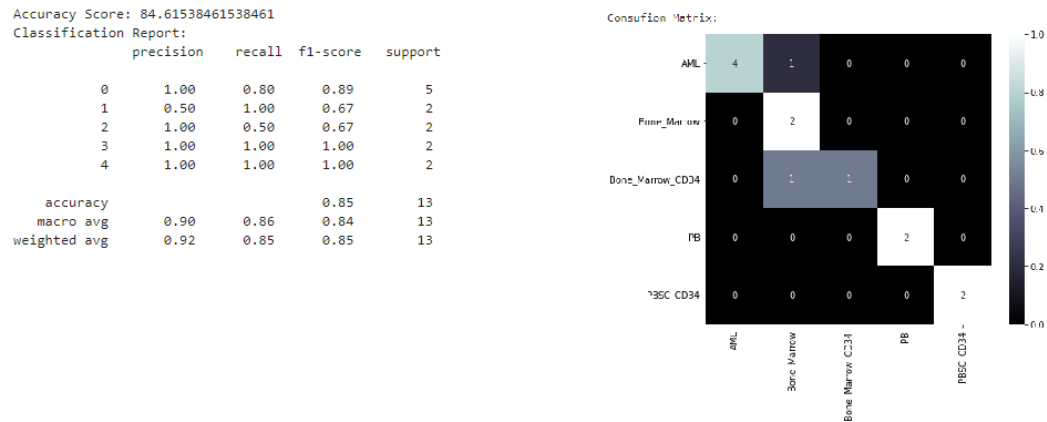 Accuracy Score: 84.61538461538461
Classification Report:
precision recall f1-score support
0 1.00 0.80 0.89 5
1 0.50 1.00 0.67 2
2 1.00 0.50 0.67 2
3 1.00 1.00 1.00 2
4 1.00 1.00 1.00 2
accuracy 0.85 13
macro avg 0.90 0.86 0.84 13
weighted avg 0.92 0.85 0.85 13
Consufion Matrix:
AML 4 1 0 0 0
Bone_Marrow 0 2 0 0 0
Bone_Marrow_CD34 0 1 1 0 0
PB 0 0 0 2 0
PBSC_CD34 0 0 0 0 2
AML
Bone_Marrow
Bone_Marrow_CD34
PB
PBSC_CD34
1.0
0.8
0.6
0.4
0.2
0.0